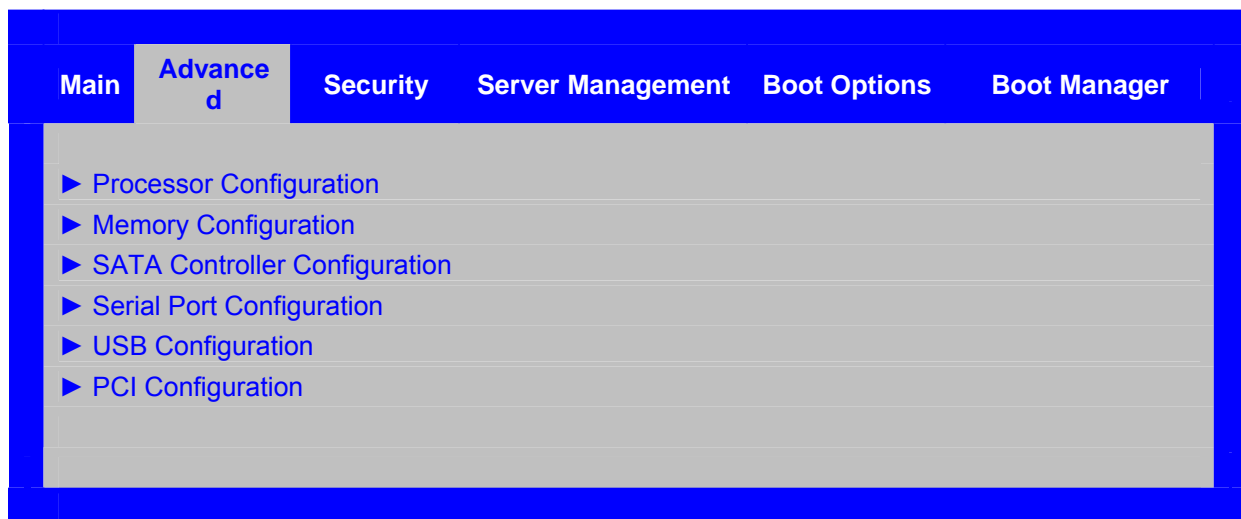 Main Advance
d Security Server Management Boot Options Boot Manager
► Processor Configuration
► Memory Configuration
► SATA Controller Configuration
► Serial Port Configuration
► USB Configuration
► PCI Configuration